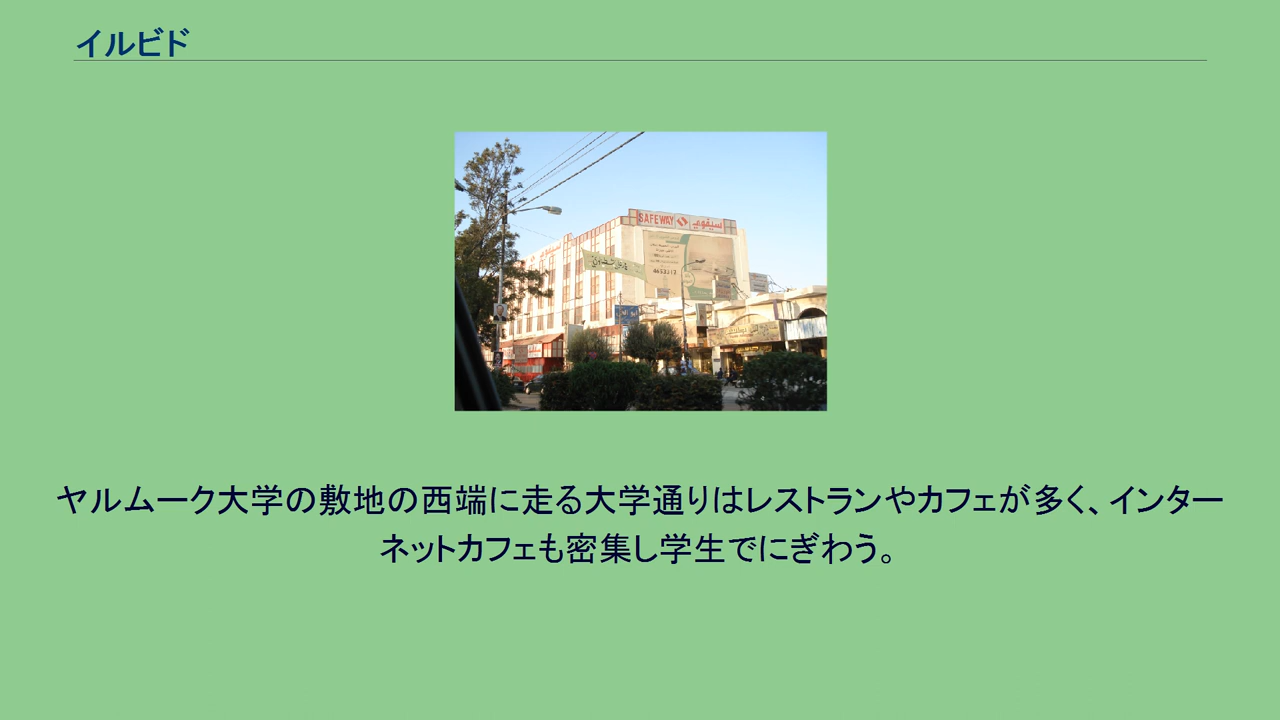 イルビド
SAFEWAY سيفوي
4653317
ヤルムーク大学の敷地の西端に走る大学通りはレストランやカフェが多く、インター
ネットカフェも密集し学生でにぎわう。